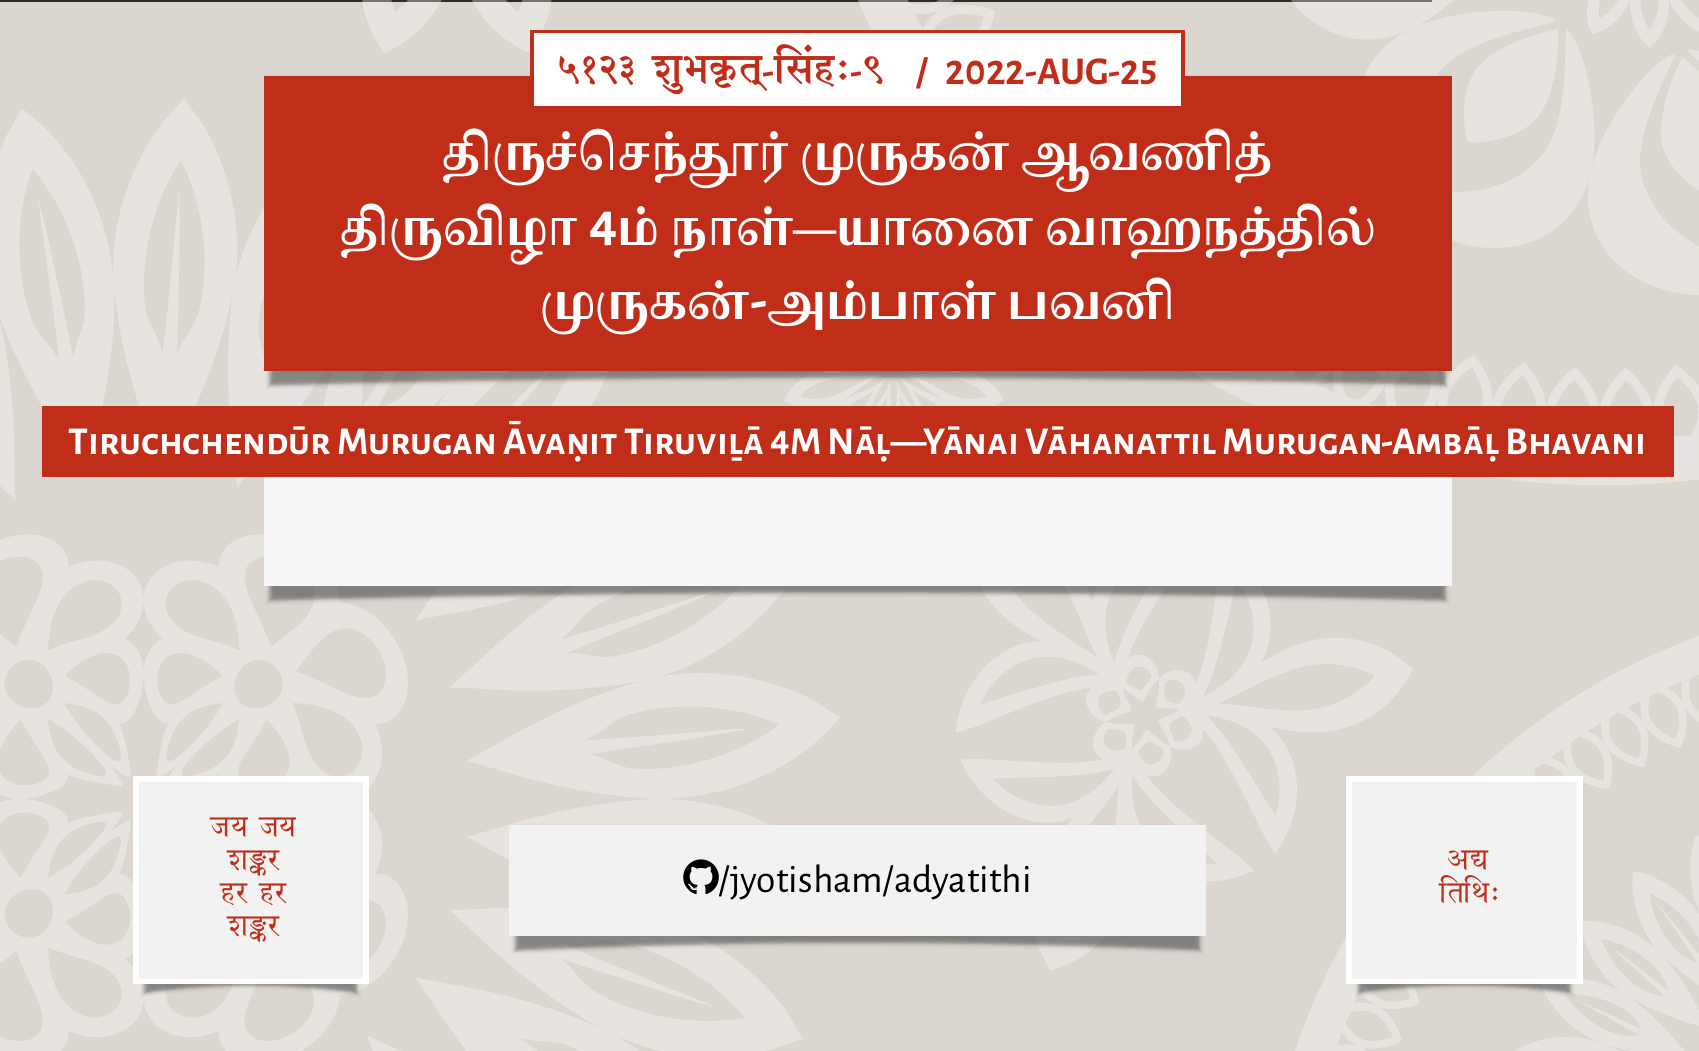 ५१२३ शुभकृत्-सिंहः-९ / 2022-AUG-25
திருச்செந்தூர் முருகன் ஆவணித்
திருவிழா 4ம் நாள்—யானை வாஹநத்தில்
முருகன்-அம்பாள் பவனி
Tiruchchendūr Murugan Āvaṇit Tiruviḻā 4m Nāḷ—Yānai Vāhanattil Murugan-Ambāḷ Bhavani
जय जय
शङ्कर
हर हर
शङ्कर
/jyotisham/adyatithi
अद्य
तिथिः